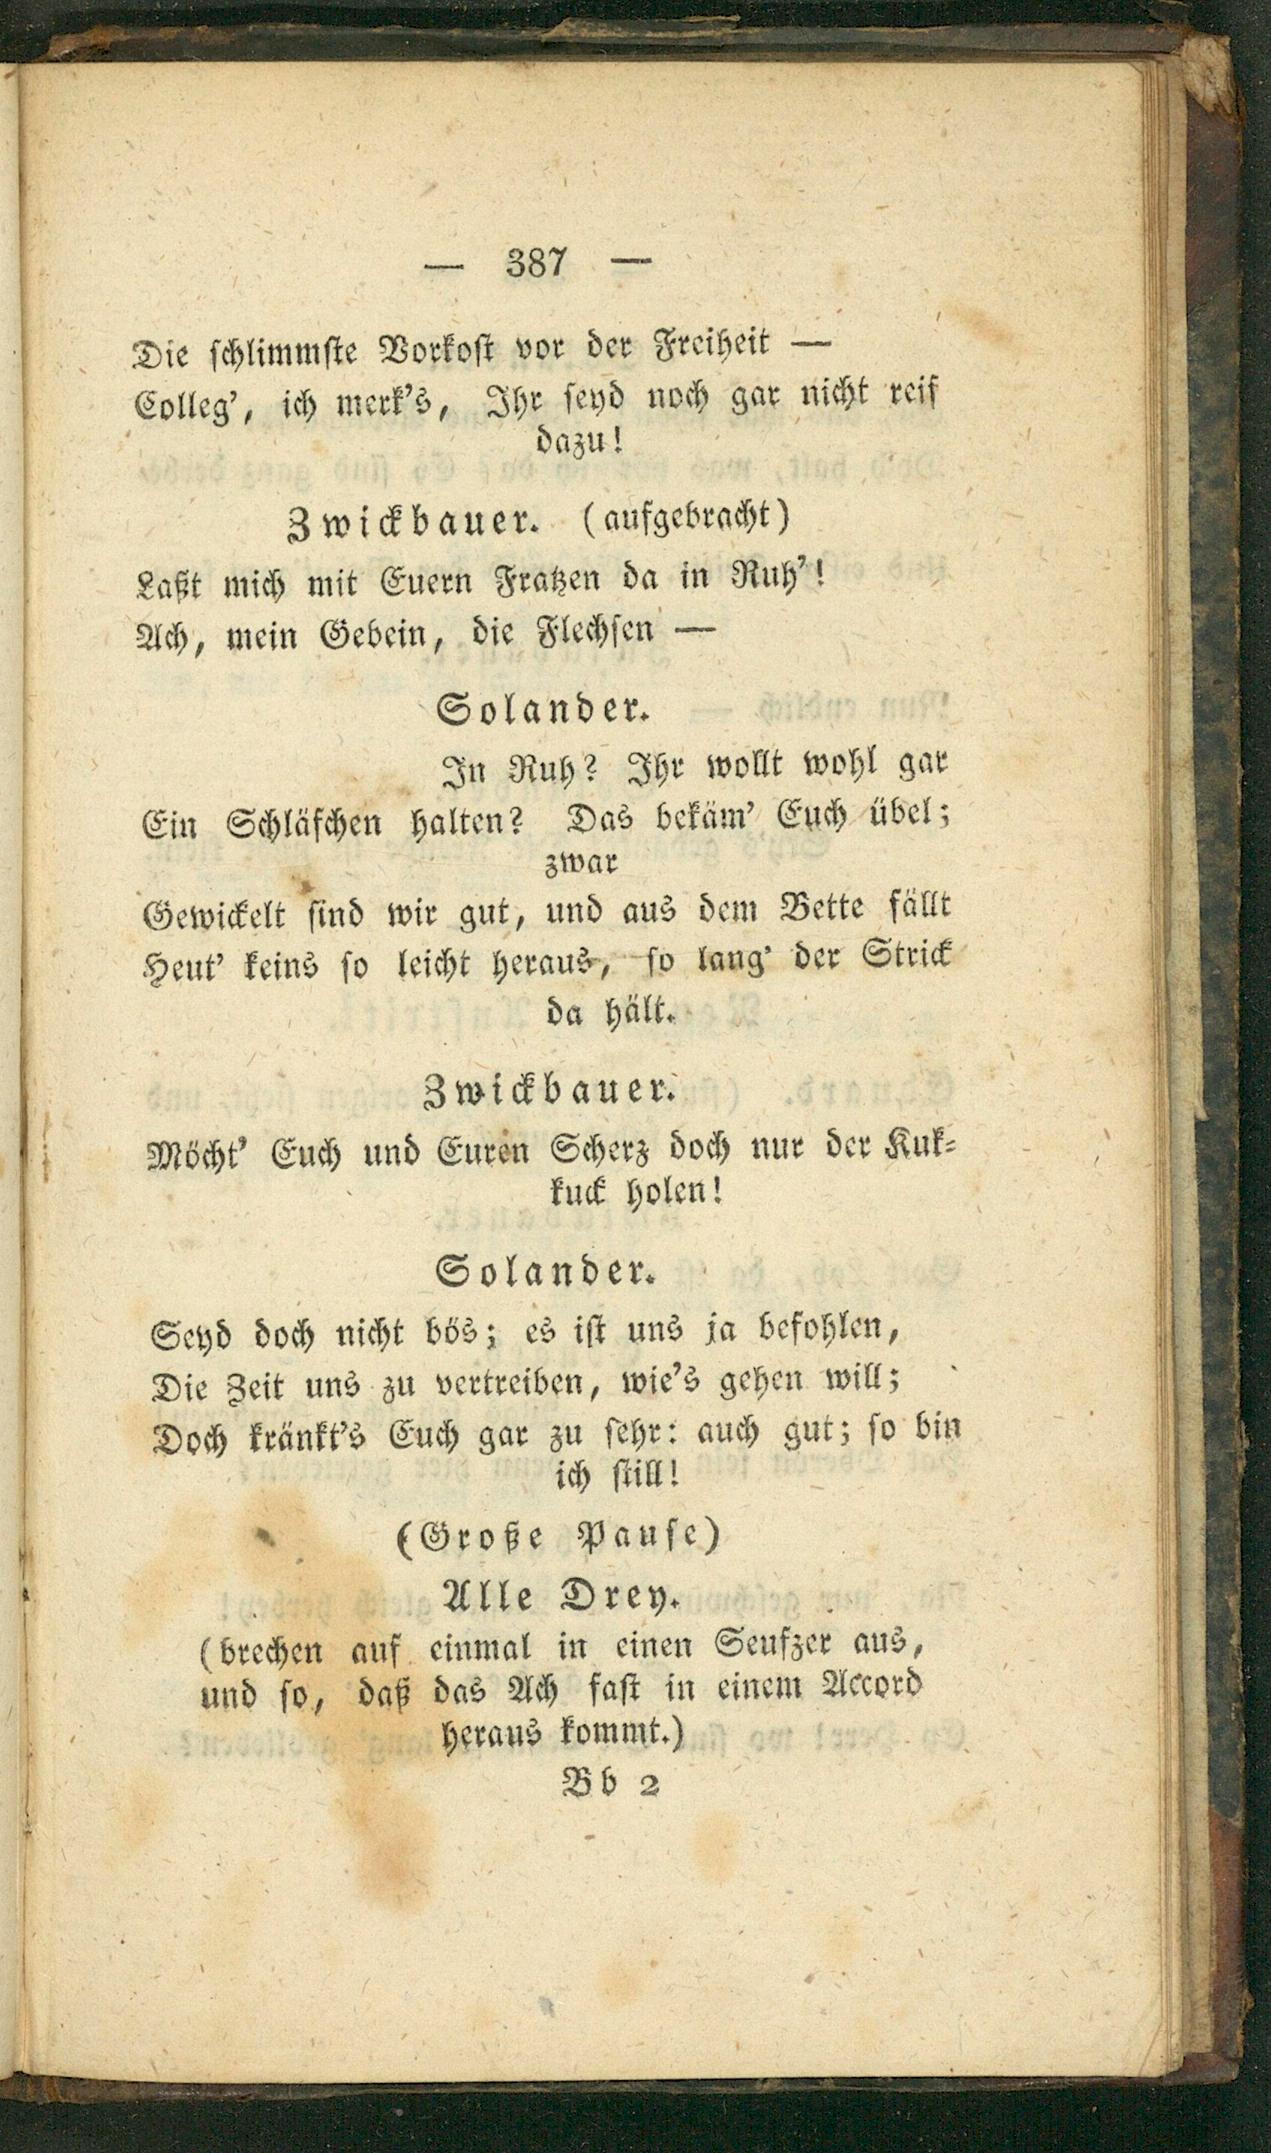 — 387 —
Die schlimmste Vorkost vor der Freiheit —
Colleg', ich merk's, Ihr seyd noch gar nicht reif
dazu!
Zwickbauer. (aufgebracht)
Laßt mich mit Euern Fratzen da in Ruh'!
Ach, mein Gebein, die Flechsen —
Solander.
In Ruh? Ihr wollt wohl gar
Ein Schläfchen halten? Das bekäm' Euch übel;
zwar
Gewickelt sind wir gut, und aus dem Bette fällt
Heut' keins so leicht heraus, so lang' der Strick
da hält.
Zwickbauer.
Möcht' Euch und Euren Scherz doch nur der Kuk-
kuck holen!
Solander.
Seyd doch nicht bös; es ist uns ja befohlen,
Die Zeit uns zu vertreiben, wie's gehen will;
Doch kränkt's Euch gar zu sehr: auch gut; so bin
ich still!
(Große Pause)
Alle Drey.
(brechen auf einmal in einen Seufzer aus,
und so, daß das Ach fast in einem Accord
heraus kommt.)
Bb 2